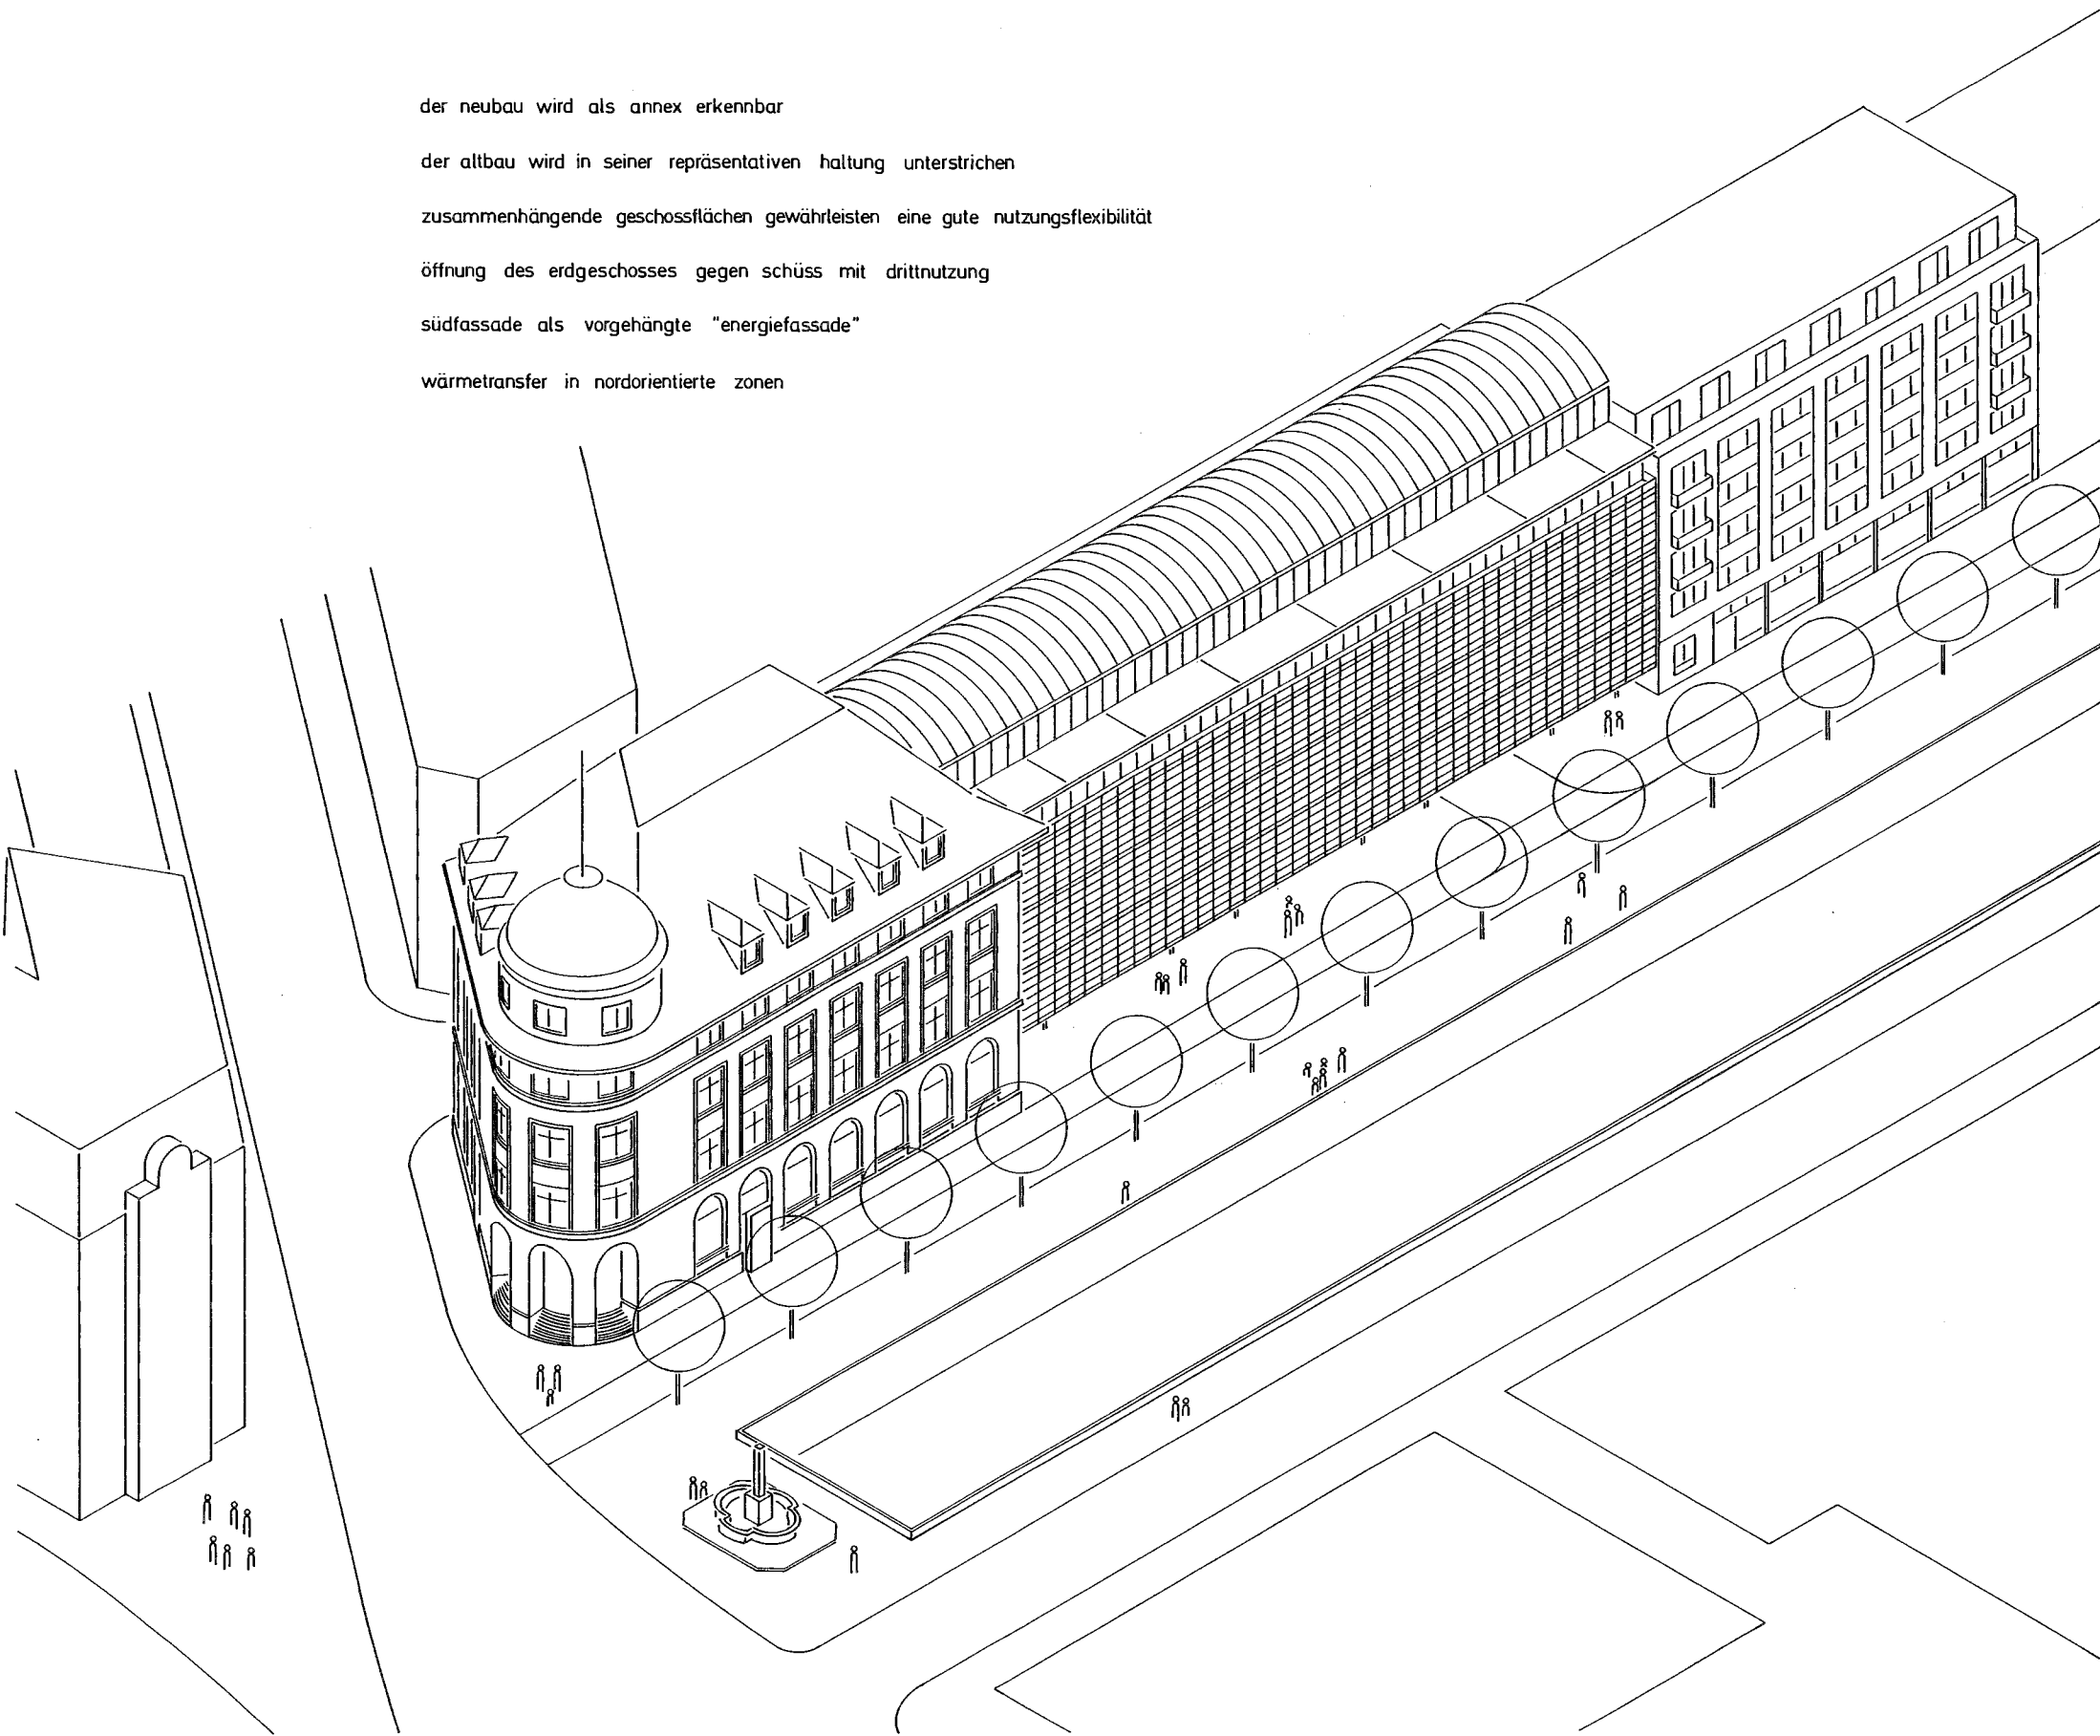 der neubau wird als annex erkennbar
der altbau wird in seiner repräsentativen haltung unterstrichen
zusammenhängende geschossflächen gewährleisten eine gute nutzungsflexibilität
öffnung des erdgeschosses gegen schüss mit drittnutzung
südfassade als vorgehängte "energiefassade"
wärmetransfer in nordorientierte zonen